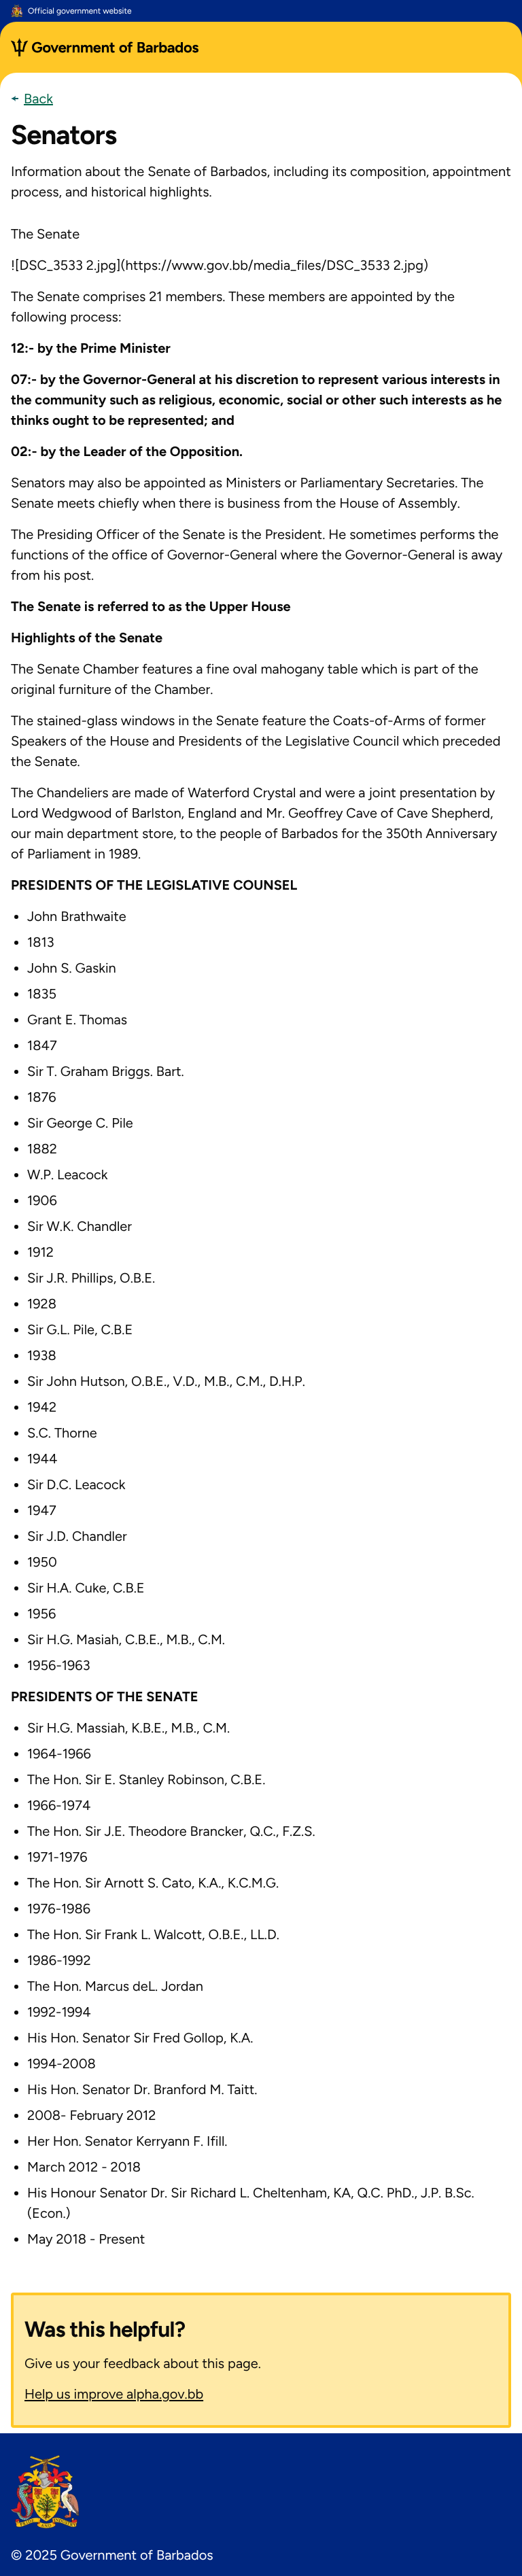 Official government website
Government of Barbados
Back
Senators
Information about the Senate of Barbados, including its composition, appointment
process, and historical highlights.
The Senate
![DSC_3533 2.jpg](https://www.gov.bb/media_files/DSC_3533 2.jpg)
The Senate comprises 21 members. These members are appointed by the
following process:
12:- by the Prime Minister
07:- by the Governor-General at his discretion to represent various interests in
the community such as religious, economic, social or other such interests as he
thinks ought to be represented; and
02:- by the Leader of the Opposition.
Senators may also be appointed as Ministers or Parliamentary Secretaries. The
Senate meets chiefly when there is business from the House of Assembly.
The Presiding Officer of the Senate is the President. He sometimes performs the
functions of the office of Governor-General where the Governor-General is away
from his post.
The Senate is referred to as the Upper House
Highlights of the Senate
The Senate Chamber features a fine oval mahogany table which is part of the
original furniture of the Chamber.
The stained-glass windows in the Senate feature the Coats-of-Arms of former
Speakers of the House and Presidents of the Legislative Council which preceded
the Senate.
The Chandeliers are made of Waterford Crystal and were a joint presentation by
Lord Wedgwood of Barlston, England and Mr. Geoffrey Cave of Cave Shepherd,
our main department store, to the people of Barbados for the 350th Anniversary
of Parliament in 1989.
PRESIDENTS OF THE LEGISLATIVE COUNSEL
• John Brathwaite
• 1813
• John S. Gaskin
• 1835
• Grant E. Thomas
• 1847
• Sir T. Graham Briggs. Bart.
• 1876
• Sir George C. Pile
• 1882
• W.P. Leacock
• 1906
• Sir W.K. Chandler
• 1912
• Sir J.R. Phillips, O.B.E.
• 1928
• Sir G.L. Pile, C.B.E
• 1938
• Sir John Hutson, O.B.E., V.D., M.B., C.M., D.H.P.
• 1942
• S.C. Thorne
• 1944
• Sir D.C. Leacock
• 1947
• Sir J.D. Chandler
• 1950
• Sir H.A. Cuke, C.B.E
• 1956
• Sir H.G. Masiah, C.B.E., M.B., C.M.
• 1956-1963
PRESIDENTS OF THE SENATE
• Sir H.G. Massiah, K.B.E., M.B., C.M.
• 1964-1966
• The Hon. Sir E. Stanley Robinson, C.B.E.
• 1966-1974
• The Hon. Sir J.E. Theodore Brancker, Q.C., F.Z.S.
• 1971-1976
• The Hon. Sir Arnott S. Cato, K.A., K.C.M.G.
• 1976-1986
• The Hon. Sir Frank L. Walcott, O.B.E., LL.D.
• 1986-1992
• The Hon. Marcus deL. Jordan
• 1992-1994
• His Hon. Senator Sir Fred Gollop, K.A.
• 1994-2008
• His Hon. Senator Dr. Branford M. Taitt.
• 2008- February 2012
• Her Hon. Senator Kerryann F. Ifill.
• March 2012 - 2018
• His Honour Senator Dr. Sir Richard L. Cheltenham, KA, Q.C. PhD., J.P. B.Sc.
(Econ.)
• May 2018 - Present
Was this helpful?
Give us your feedback about this page.
Help us improve alpha.gov.bb
© 2025 Government of Barbados